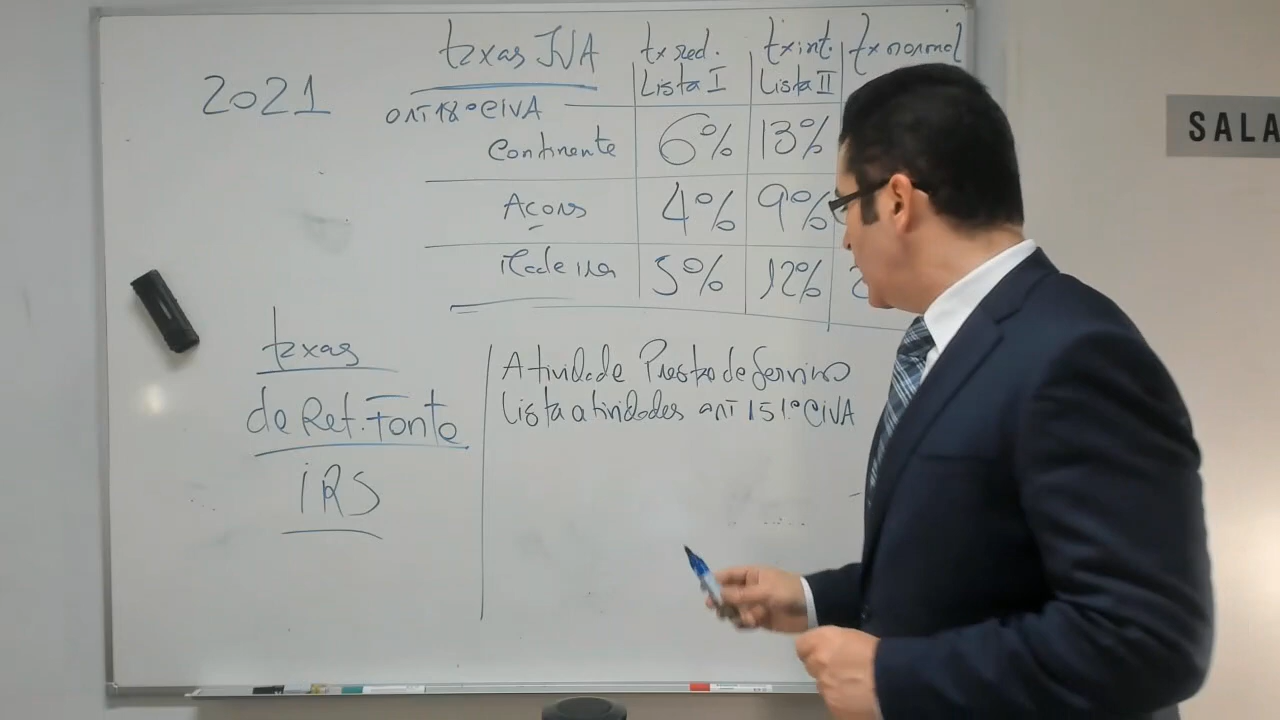 2021
taxas IVA
art 18º CIVA
tx red.
Lista I
tx int.
Lista II
tx normal
Continente 6% 13%
Açores 4% 9%
Madeira 5% 12% 2
taxas
de Ret. Fonte
IRS
Atividade Prestação de Serviços
Lista atividades art 151º CIVA
SALA